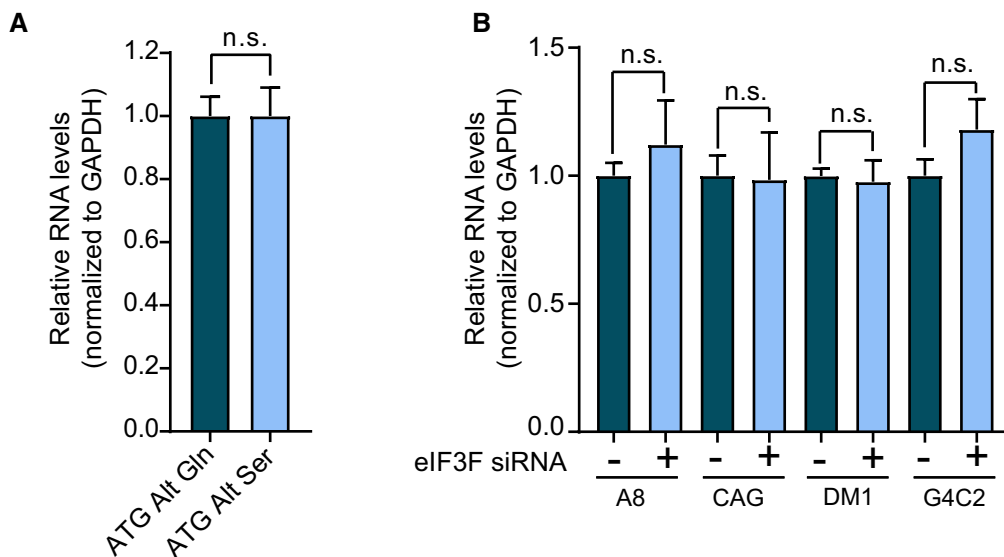 A
Relative RNA levels
(normalized to GAPDH)
1.2
1.0
0.8
0.6
0.4
0.2
0.0
n.s.
ATG Alt Gln
ATG Alt Ser
B
Relative RNA levels
(normalized to GAPDH)
1.5
1.0
0.5
0.0
n.s.
n.s.
n.s.
n.s.
eIF3F siRNA - + - + - + - +
A8 CAG DM1 G4C2